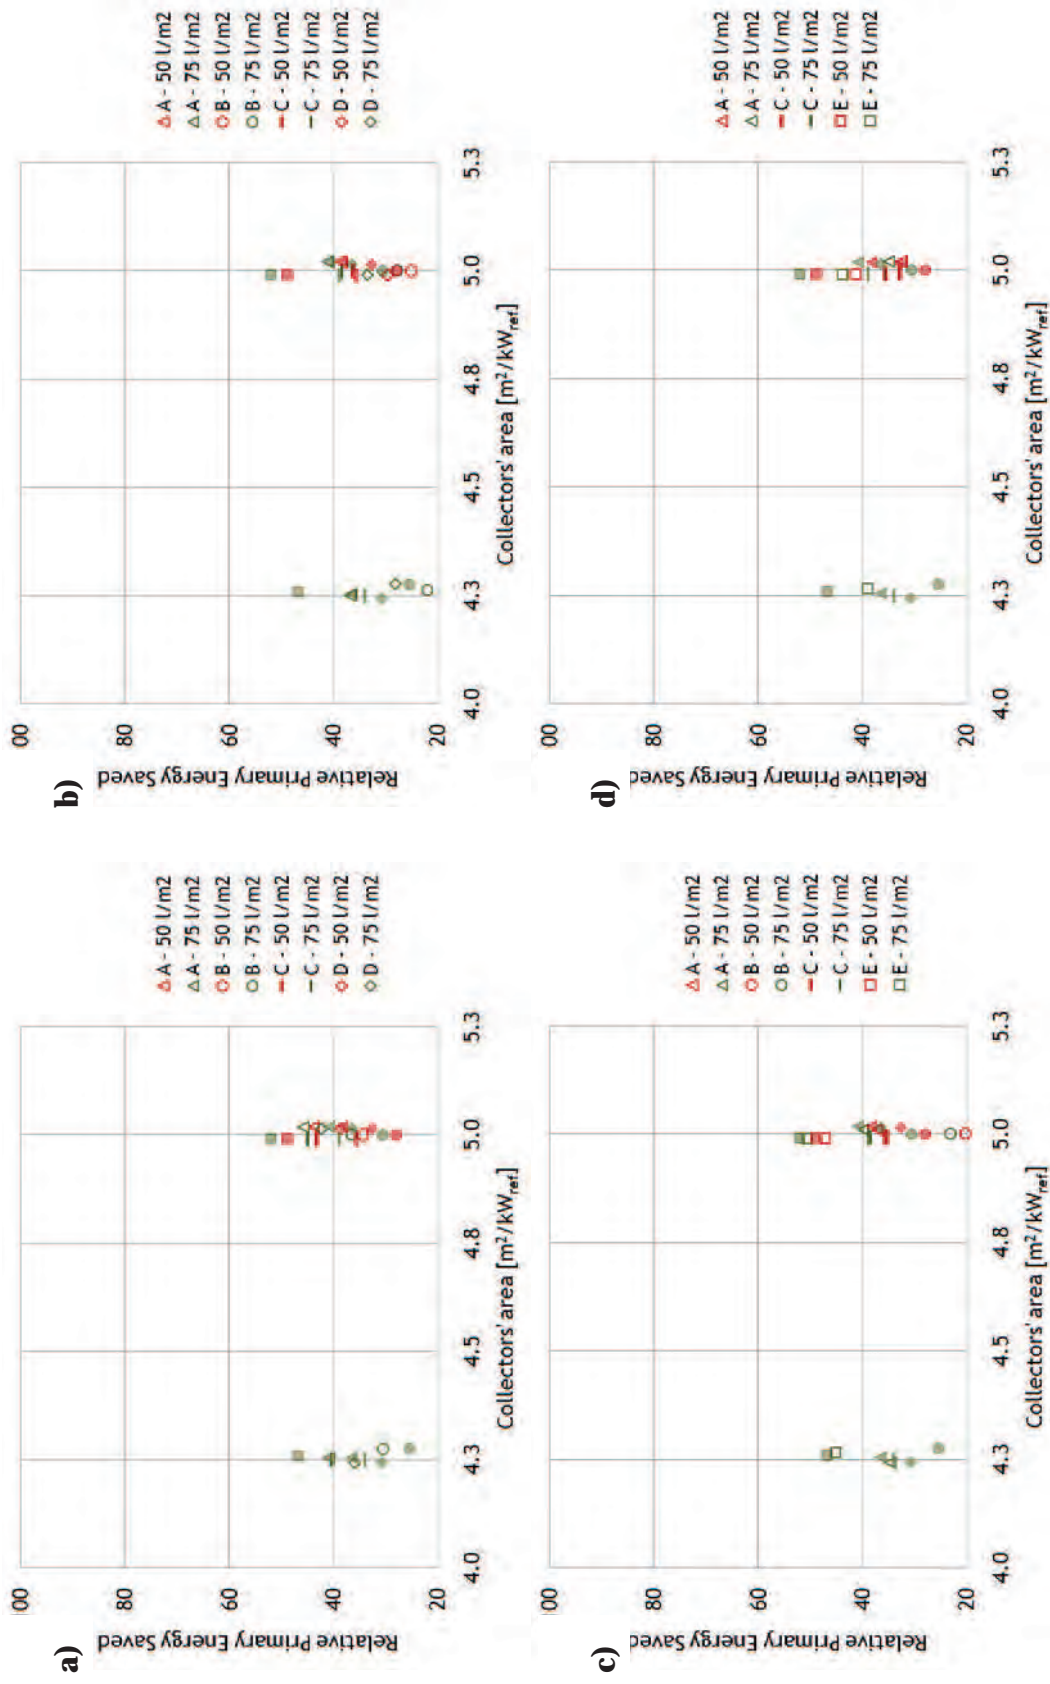 a)
Relative Primary Energy Saved
00
80
60
40
20
4.0
4.3
4.5
4.8
5.0
5.3
Collectors' area [m²/kWref]
A - 50 l/m2
A - 75 l/m2
B - 50 l/m2
B - 75 l/m2
C - 50 l/m2
C - 75 l/m2
D - 50 l/m2
D - 75 l/m2
b)
Relative Primary Energy Saved
00
80
60
40
20
4.0
4.3
4.5
4.8
5.0
5.3
Collectors' area [m²/kWref]
A - 50 l/m2
A - 75 l/m2
B - 50 l/m2
B - 75 l/m2
C - 50 l/m2
C - 75 l/m2
D - 50 l/m2
D - 75 l/m2
c)
Relative Primary Energy Saved
00
80
60
40
20
4.0
4.3
4.5
4.8
5.0
5.3
Collectors' area [m²/kWref]
A - 50 l/m2
A - 75 l/m2
B - 50 l/m2
B - 75 l/m2
C - 50 l/m2
C - 75 l/m2
E - 50 l/m2
E - 75 l/m2
d)
Relative Primary Energy Saved
00
80
60
40
20
4.0
4.3
4.5
4.8
5.0
5.3
Collectors' area [m²/kWref]
A - 50 l/m2
A - 75 l/m2
C - 50 l/m2
C - 75 l/m2
E - 50 l/m2
E - 75 l/m2